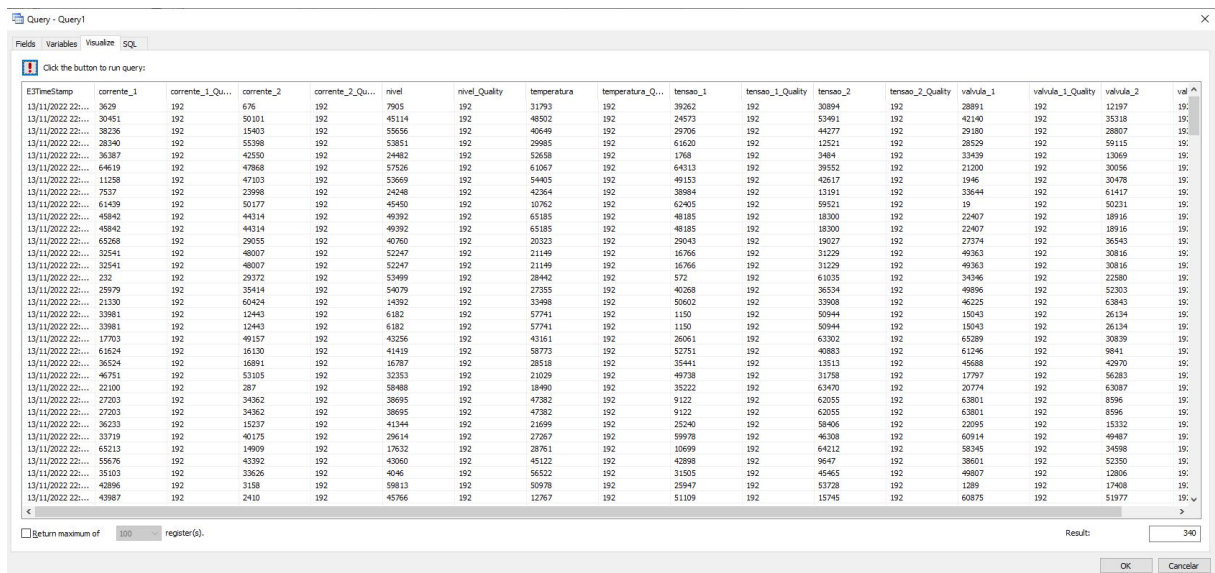 Query - Query1
Fields Variables Visualize SQL
Click the button to run query:
E3TimeStamp corrente_1 corrente_1_Qu... corrente_2 corrente_2_Qu... nivel nivel_Quality temperatura temperatura_Q... tensao_1 tensao_1_Quality tensao_2 tensao_2_Quality valvula_1 valvula_1_Quality valvula_2 val
13/11/2022 22:... 3629 192 676 192 7905 192 31793 192 39262 192 30894 192 28891 192 12197 19
13/11/2022 22:... 30451 192 50101 192 45114 192 48502 192 24573 192 53491 192 42140 192 35318 19
13/11/2022 22:... 38236 192 15403 192 55656 192 40649 192 29706 192 44277 192 29180 192 28807 19
13/11/2022 22:... 28340 192 55398 192 53851 192 29985 192 61620 192 12521 192 28529 192 59115 19
13/11/2022 22:... 36387 192 42550 192 24482 192 52658 192 1768 192 3484 192 33439 192 13069 19
13/11/2022 22:... 64619 192 47868 192 57526 192 61067 192 64313 192 39552 192 21200 192 30056 19
13/11/2022 22:... 11258 192 47103 192 53669 192 54405 192 49153 192 42617 192 1946 192 30478 19
13/11/2022 22:... 7537 192 23998 192 24248 192 42364 192 38984 192 13191 192 33644 192 61417 19
13/11/2022 22:... 61439 192 50177 192 45450 192 10762 192 62405 192 59521 192 19 192 50231 19
13/11/2022 22:... 45842 192 44314 192 49392 192 65185 192 48185 192 18300 192 22407 192 18916 19
13/11/2022 22:... 45842 192 44314 192 49392 192 65185 192 48185 192 18300 192 22407 192 18916 19
13/11/2022 22:... 65268 192 29055 192 40760 192 20323 192 29043 192 19027 192 27374 192 36543 19
13/11/2022 22:... 32541 192 48007 192 52247 192 21149 192 16766 192 31229 192 49363 192 30816 19
13/11/2022 22:... 32541 192 48007 192 52247 192 21149 192 16766 192 31229 192 49363 192 30816 19
13/11/2022 22:... 232 192 29372 192 53499 192 28442 192 572 192 61035 192 34346 192 22580 19
13/11/2022 22:... 25979 192 35414 192 54079 192 27355 192 40268 192 36534 192 49896 192 52303 19
13/11/2022 22:... 21330 192 60424 192 14392 192 33498 192 50602 192 33908 192 46225 192 63843 19
13/11/2022 22:... 33981 192 12443 192 6182 192 57741 192 1150 192 50944 192 15043 192 26134 19
13/11/2022 22:... 33981 192 12443 192 6182 192 57741 192 1150 192 50944 192 15043 192 26134 19
13/11/2022 22:... 17703 192 49157 192 43256 192 43161 192 26061 192 63302 192 65289 192 30839 19
13/11/2022 22:... 61624 192 16130 192 41419 192 58773 192 52751 192 40883 192 61246 192 9841 19
13/11/2022 22:... 36524 192 16891 192 16787 192 28518 192 35441 192 13513 192 45688 192 42970 19
13/11/2022 22:... 46751 192 53105 192 32353 192 21029 192 49738 192 31758 192 17797 192 56283 19
13/11/2022 22:... 22100 192 287 192 58488 192 18490 192 35222 192 63470 192 20774 192 63087 19
13/11/2022 22:... 27203 192 34362 192 38695 192 47382 192 9122 192 62055 192 63801 192 8596 19
13/11/2022 22:... 27203 192 34362 192 38695 192 47382 192 9122 192 62055 192 63801 192 8596 19
13/11/2022 22:... 36233 192 15237 192 41344 192 21699 192 25240 192 58406 192 22095 192 15332 19
13/11/2022 22:... 33719 192 40175 192 29614 192 27267 192 59978 192 46308 192 60914 192 49487 19
13/11/2022 22:... 65213 192 14909 192 17632 192 28761 192 10699 192 64212 192 58345 192 34598 19
13/11/2022 22:... 55676 192 43392 192 43060 192 45122 192 42898 192 9647 192 38601 192 52350 19
13/11/2022 22:... 35103 192 33626 192 4046 192 56522 192 31505 192 45465 192 49807 192 12806 19
13/11/2022 22:... 42896 192 3158 192 59813 192 50978 192 25947 192 53728 192 1289 192 17408 19
13/11/2022 22:... 43987 192 2410 192 45766 192 12767 192 51109 192 15745 192 60875 192 51977 19
Return maximum of 100 register(s). Result: 340
OK Cancelar